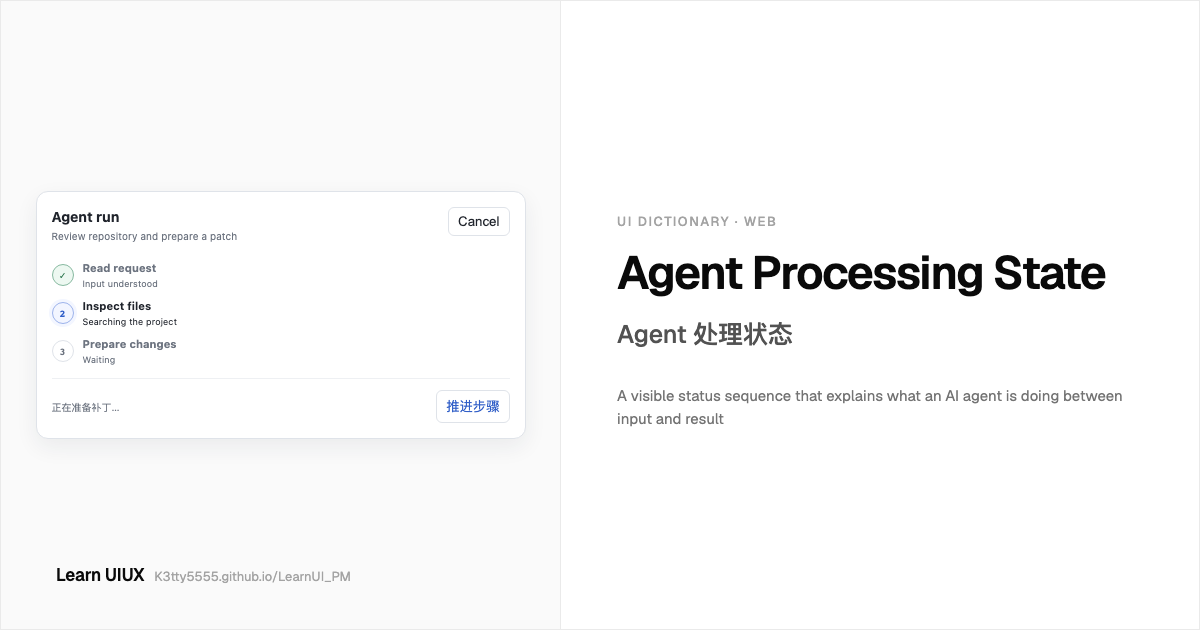 Agent run
Cancel
Review repository and prepare a patch
✓
Read request
Input understood
2
Inspect files
Searching the project
3
Prepare changes
Waiting
正在准备补丁...
推进步骤
Learn UIUX K3tty5555.github.io/LearnUI_PM
UI DICTIONARY · WEB
Agent Processing State
Agent 处理状态
A visible status sequence that explains what an AI agent is doing between
input and result